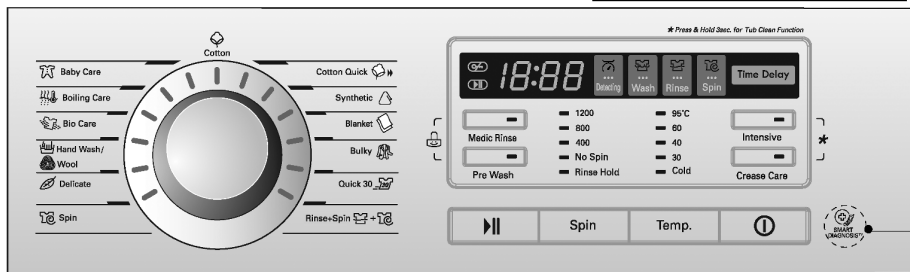 * Press & Hold 3sec. for Tub Clean Function
Cotton
Baby Care
Boiling Care
Bio Care
Hand Wash/
Wool
Delicate
Spin
Cotton Quick
Synthetic
Blanket
Bulky
Quick 30
30
Rinse+Spin
+
18:88
Detecting
Wash
Rinse
Spin
Time Delay
Medic Rinse
Pre Wash
1200
800
400
No Spin
Rinse Hold
95°C
60
40
30
Cold
Intensive
Crease Care
*
Spin
Temp.
SMART
DIAGNOSIS™